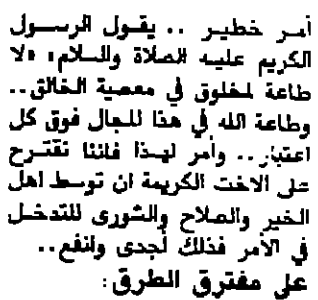 أمر خطير .. يقول الرسول
الكريم عليه الصلاة والسلام، «لا
طاعة لمخلوق في معصية الخالق..
وطاعة الله في هذا المجال فوق كل
اعتبار.. وأمر لهذا فاننا نقترح
على الاخت الكريمة ان توسط اهل
الخير والصلاح والشورى للتدخل
في الأمر فذلك أجدى وانفع..
على مفترق الطرق: